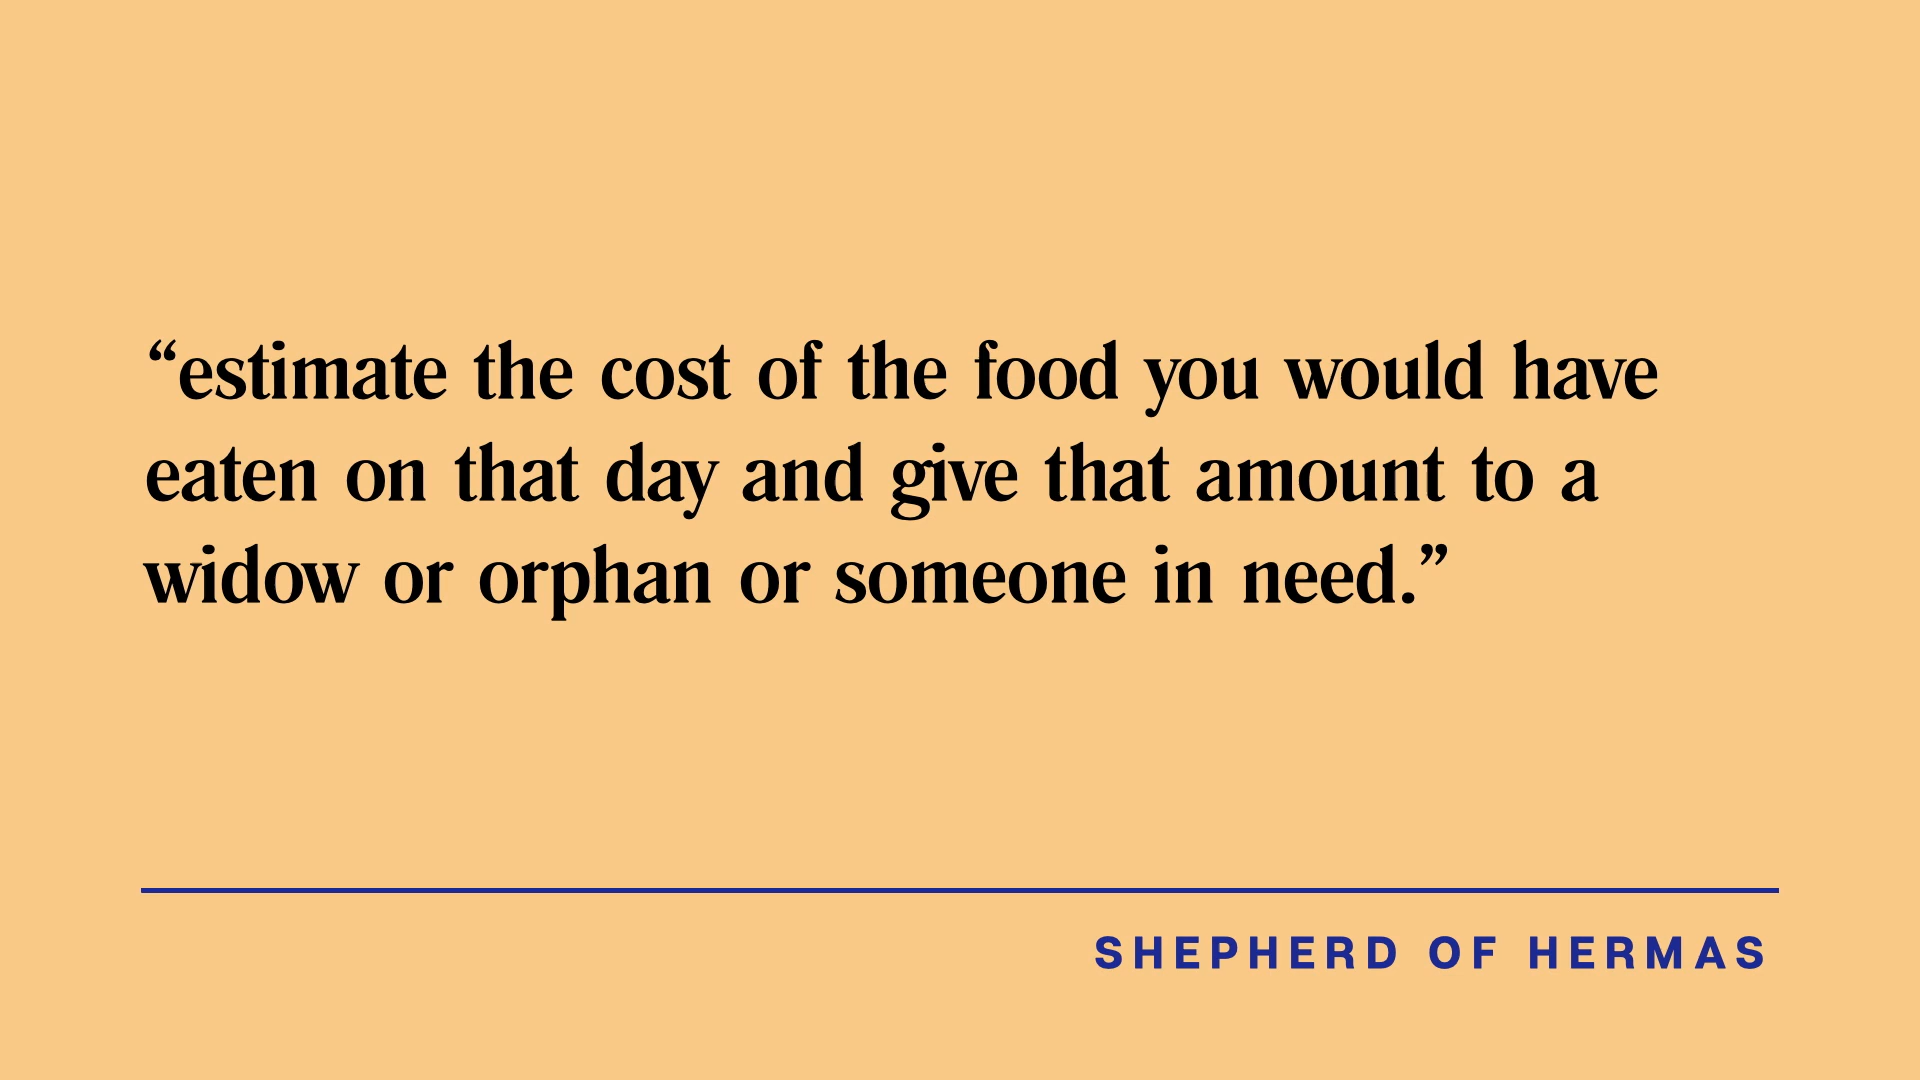 “estimate the cost of the food you would have
eaten on that day and give that amount to a
widow or orphan or someone in need.”
SHEPHERD OF HERMAS